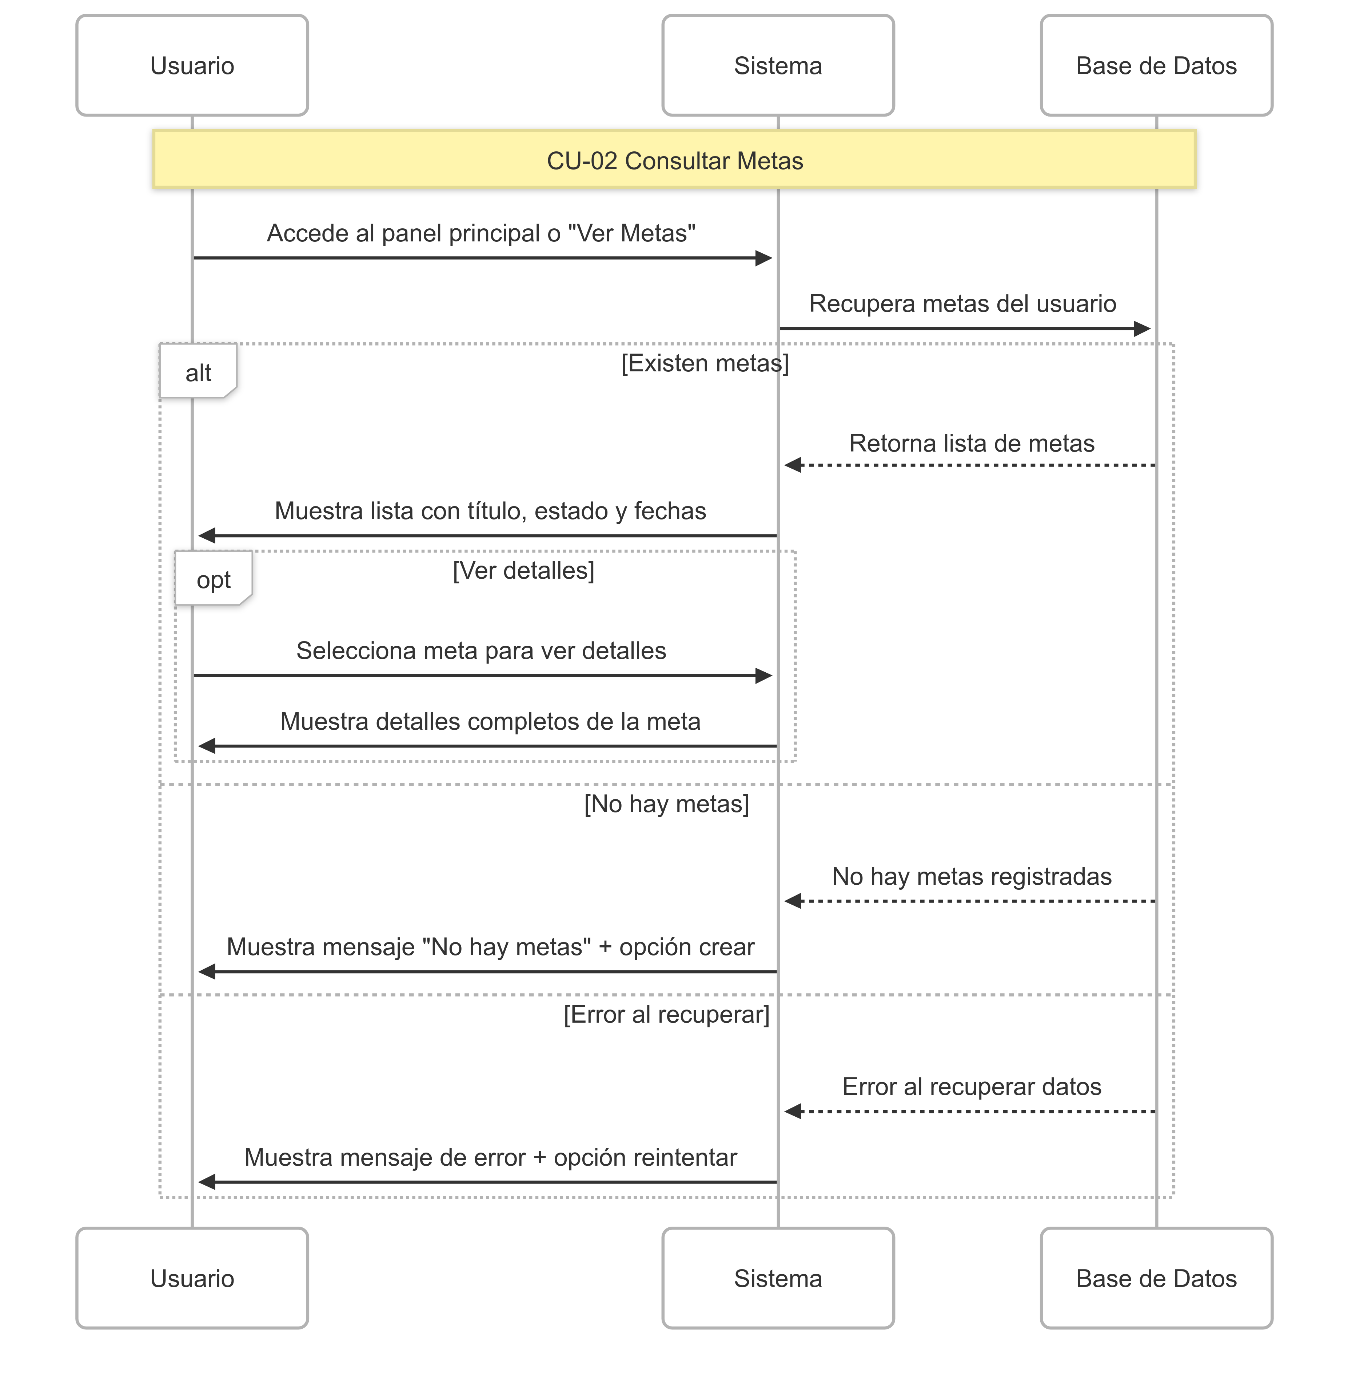 Usuario
Sistema
Base de Datos
CU-02 Consultar Metas
Accede al panel principal o "Ver Metas"
Recupera metas del usuario
alt
[Existen metas]
Retorna lista de metas
Muestra lista con título, estado y fechas
opt
[Ver detalles]
Selecciona meta para ver detalles
Muestra detalles completos de la meta
[No hay metas]
No hay metas registradas
Muestra mensaje "No hay metas" + opción crear
[Error al recuperar]
Error al recuperar datos
Muestra mensaje de error + opción reintentar
Usuario
Sistema
Base de Datos